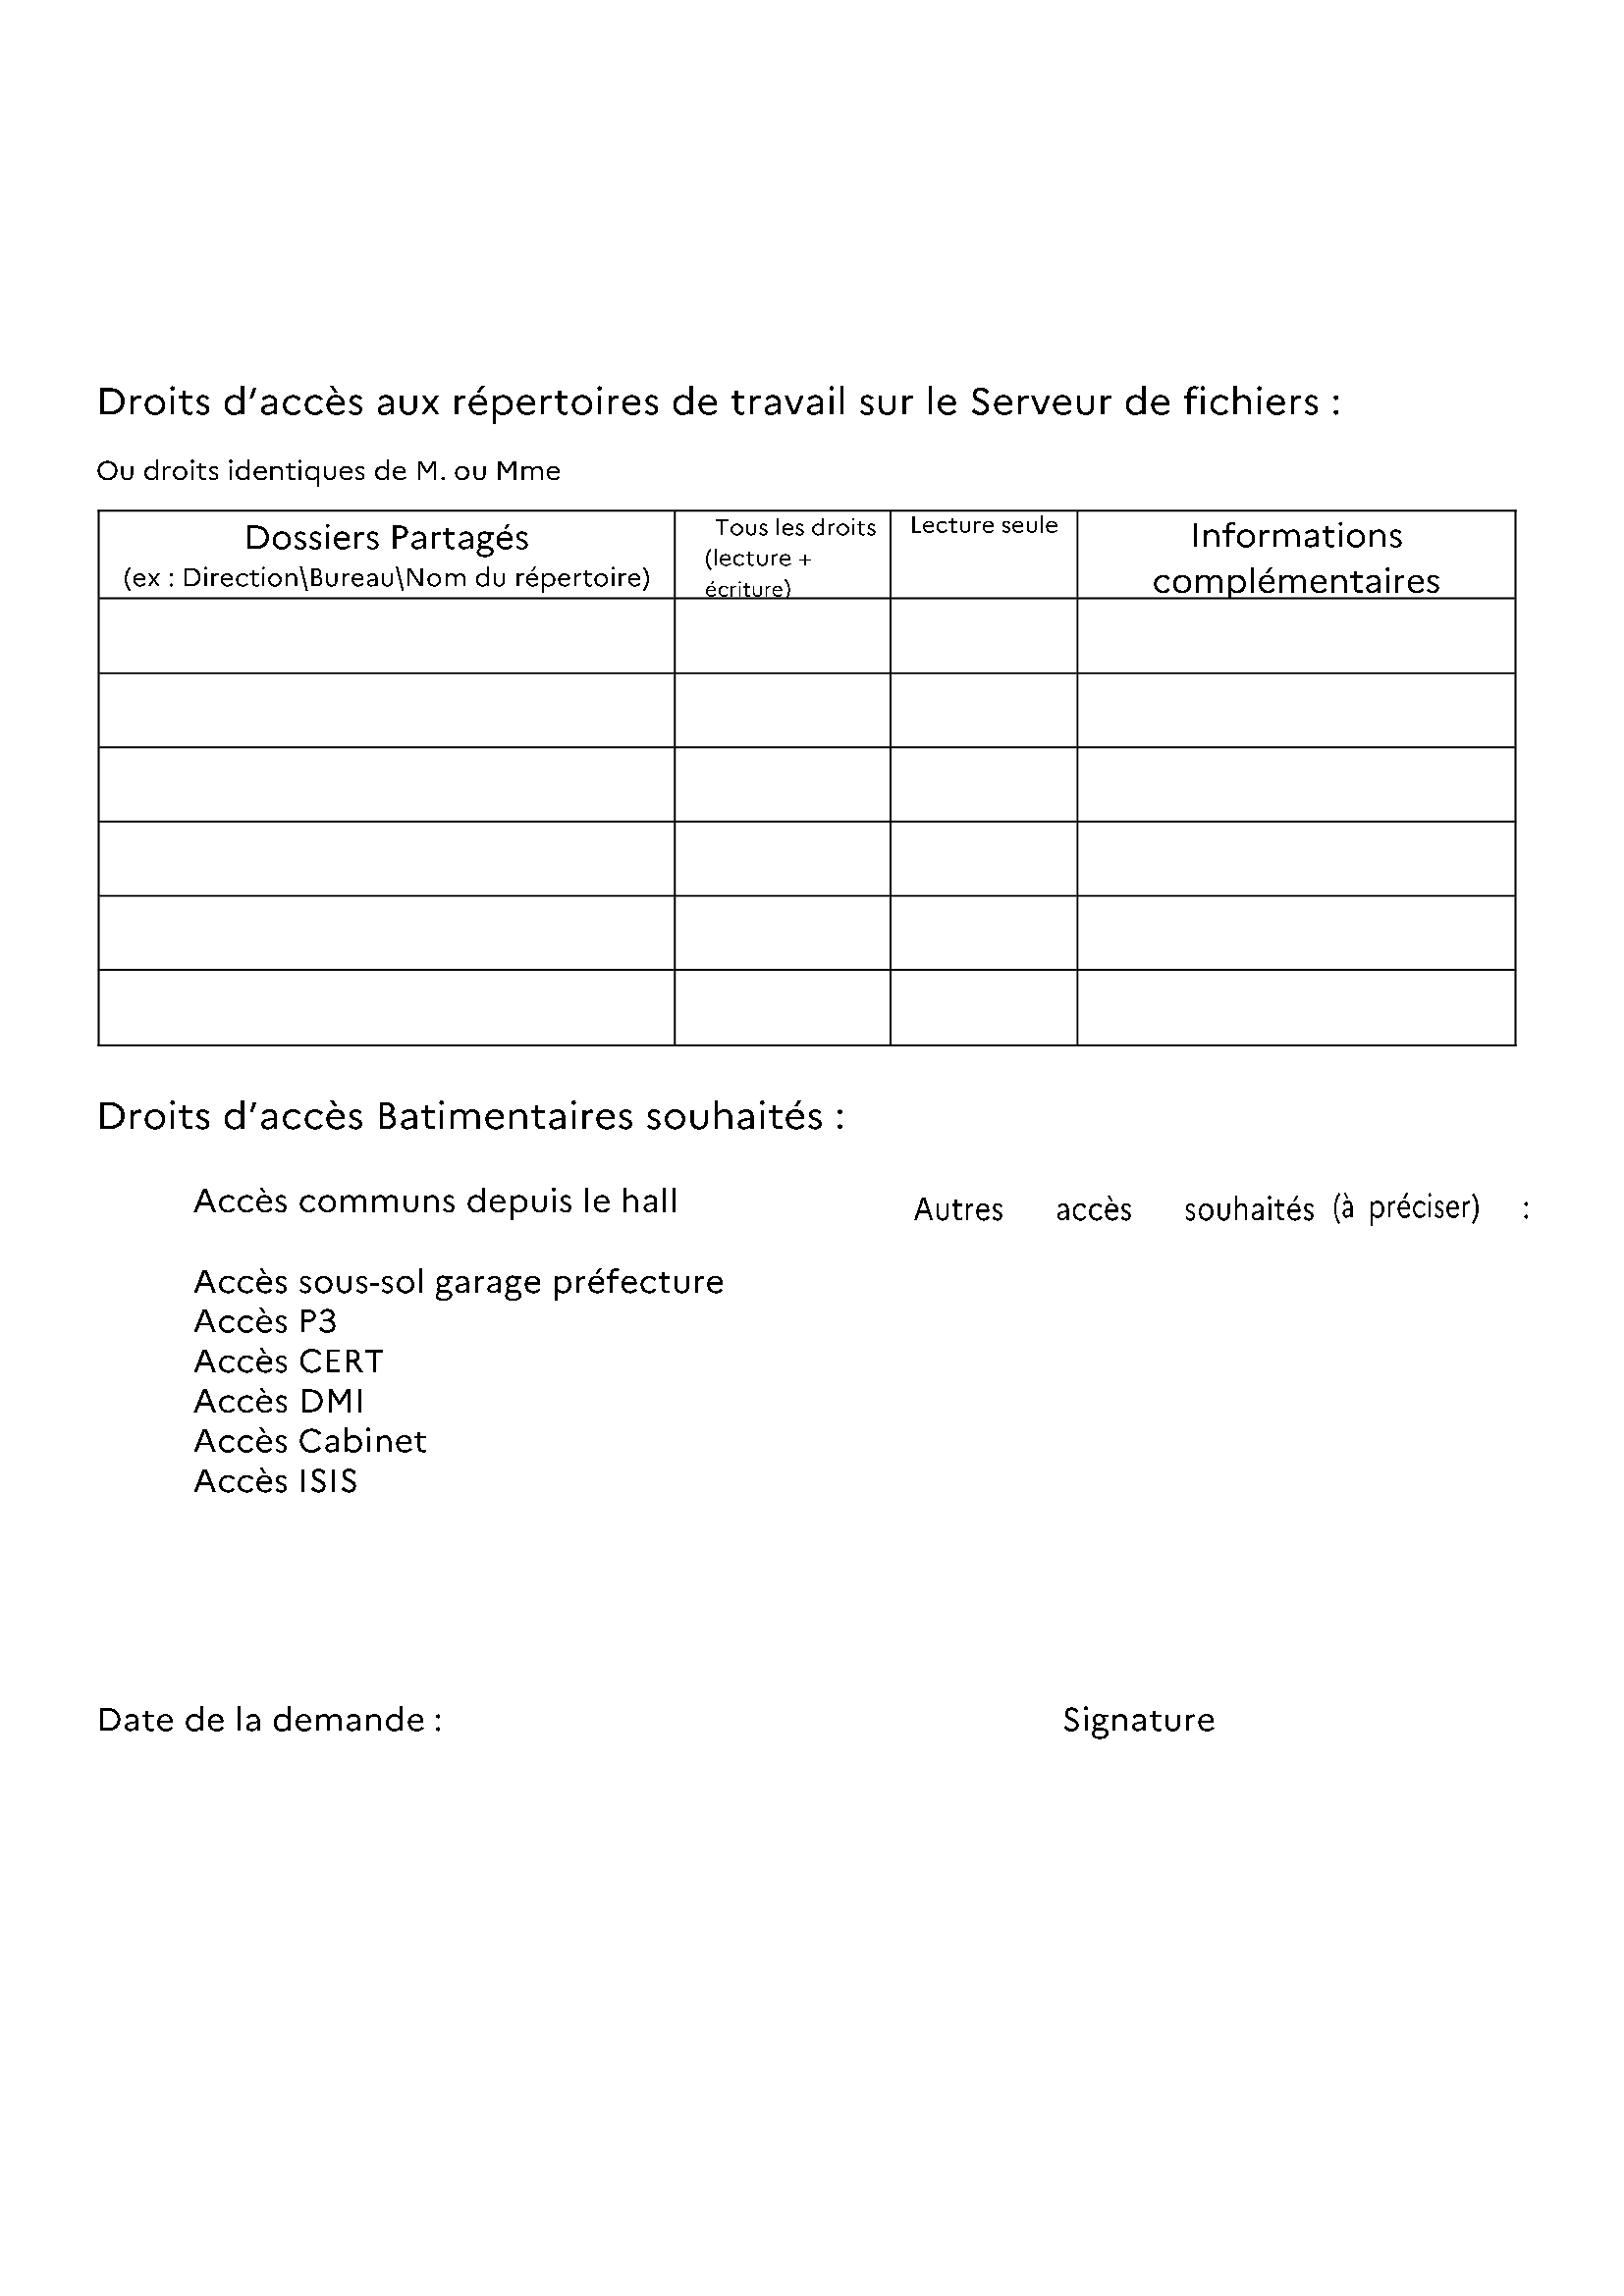 Droits d’accès aux répertoires de travail sur le Serveur de fichiers :
Ou droits identiques de M. ou Mme
Dossiers Partagés
(ex : Direction\Bureau\Nom du répertoire)
Tous les droits
(lecture +
écriture)
Lecture seule
Informations
complémentaires
Droits d’accès Batimentaires souhaités :
Accès communs depuis le hall
Accès sous-sol garage préfecture
Accès P3
Accès CERT
Accès DMI
Accès Cabinet
Accès ISIS
Autres accès souhaités (à préciser) :
Date de la demande :
Signature